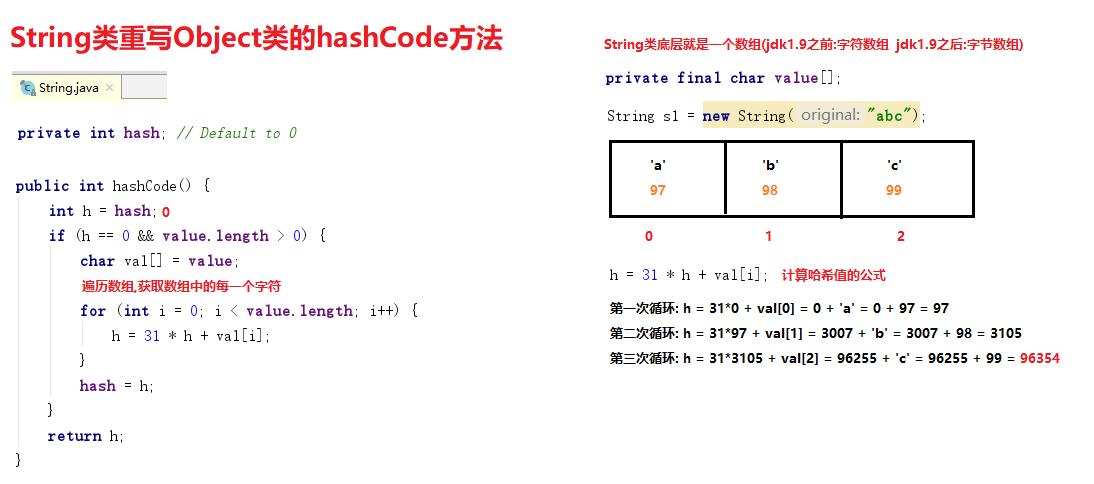 String类重写Object类的hashCode方法
String.java
private int hash; // Default to 0
public int hashCode() {
int h = hash; 0
if (h == 0 && value.length > 0) {
char val[] = value;
遍历数组,获取数组中的每一个字符
for (int i = 0; i < value.length; i++) {
h = 31 * h + val[i];
}
hash = h;
}
return h;
}
String类底层就是一个数组(jdk1.9之前:字符数组 jdk1.9之后:字节数组)
private final char value[];
String s1 = new String( original: "abc");
'a' 'b' 'c'
97 98 99
0 1 2
h = 31 * h + val[i]; 计算哈希值的公式
第一次循环: h = 31*0 + val[0] = 0 + 'a' = 0 + 97 = 97
第二次循环: h = 31*97 + val[1] = 3007 + 'b' = 3007 + 98 = 3105
第三次循环: h = 31*3105 + val[2] = 96255 + 'c' = 96255 + 99 = 96354